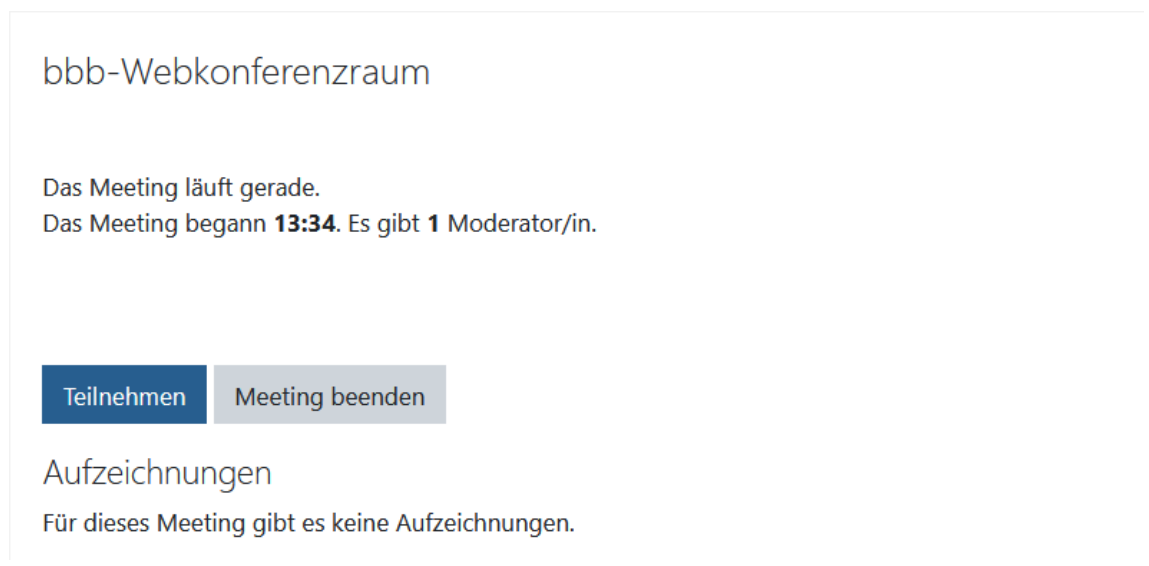 bbb-Webkonferenzraum
Das Meeting läuft gerade.
Das Meeting begann 13:34. Es gibt 1 Moderator/in.
Teilnehmen Meeting beenden
Aufzeichnungen
Für dieses Meeting gibt es keine Aufzeichnungen.